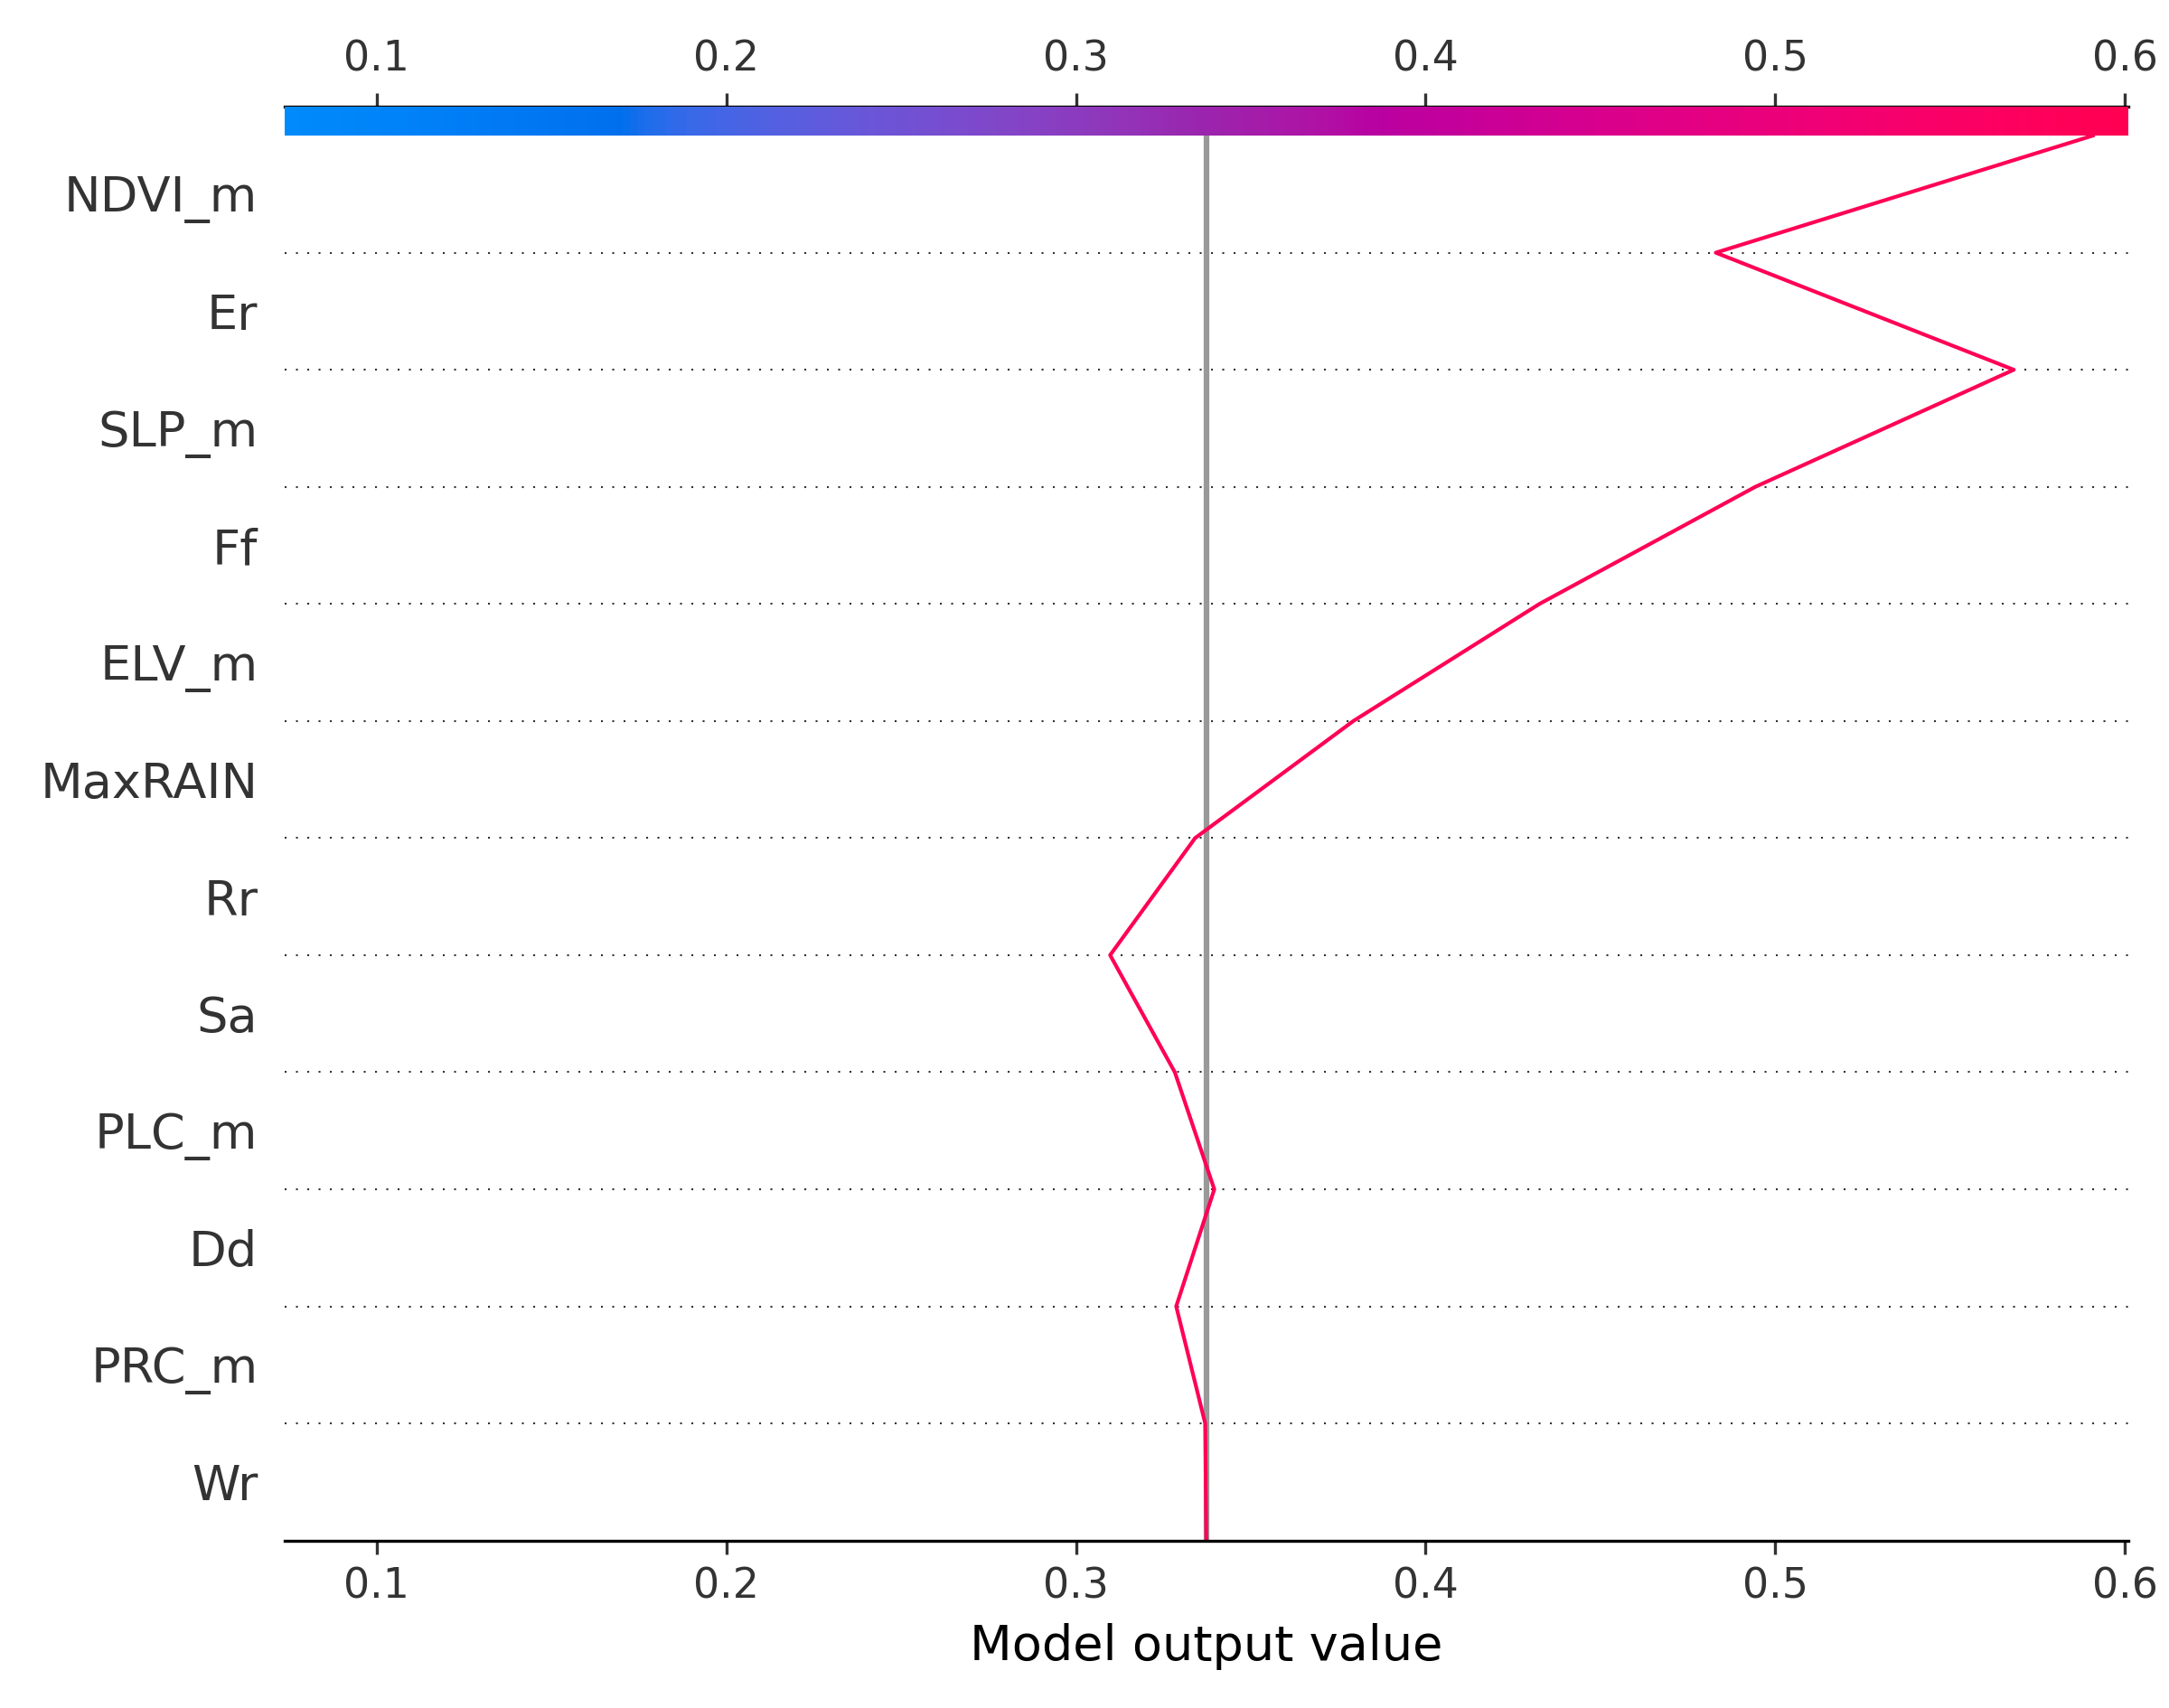 0.1 0.2 0.3 0.4 0.5 0.6
NDVI_m
Er
SLP_m
Ff
ELV_m
MaxRAIN
Rr
Sa
PLC_m
Dd
PRC_m
Wr
0.1 0.2 0.3 0.4 0.5 0.6
Model output value